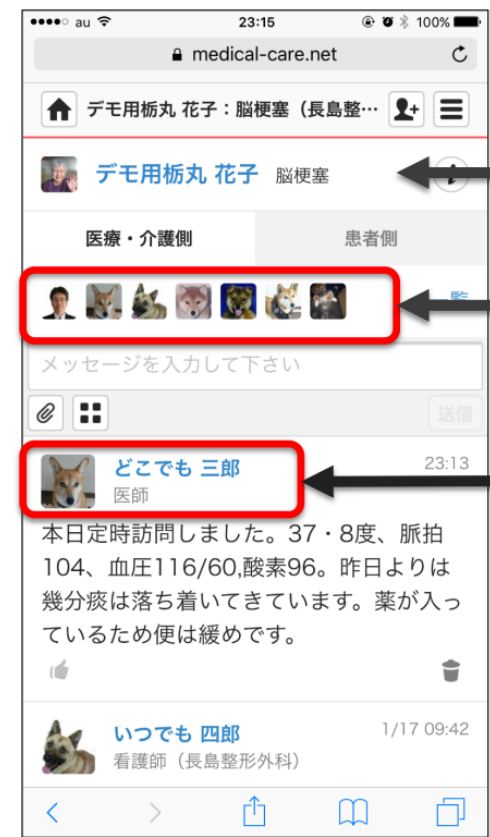 au 23:15 100%
medical-care.net
デモ用栃丸 花子：脳梗塞（長島整…
デモ用栃丸 花子 脳梗塞
医療・介護側 患者側
メッセージを入力して下さい
送信
どこでも 三郎 23:13
医師
本日定時訪問しました。37・8度、脈拍
104、血圧116/60,酸素96。昨日よりは
幾分痰は落ち着いてきています。薬が入っ
ているため便は緩めです。
いつでも 四郎 1/17 09:42
看護師（長島整形外科）